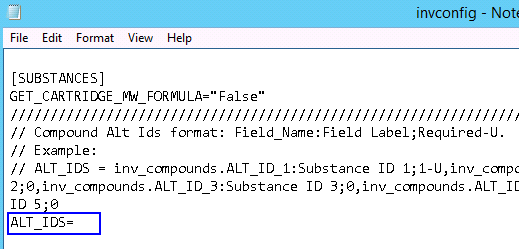 invconfig - Note
File Edit Format View Help
[SUBSTANCES]
GET_CARTRIDGE_MW_FORMULA="False"
////////////////////////////////////////////////////////////////////////
// Compound Alt Ids format: Field_Name:Field Label;Required-U.
// Example:
// ALT_IDS = inv_compounds.ALT_ID_1:Substance ID 1;1-U,inv_comp
2;0,inv_compounds.ALT_ID_3:Substance ID 3;0,inv_compounds.ALT_ID
ID 5;0
ALT_IDS=